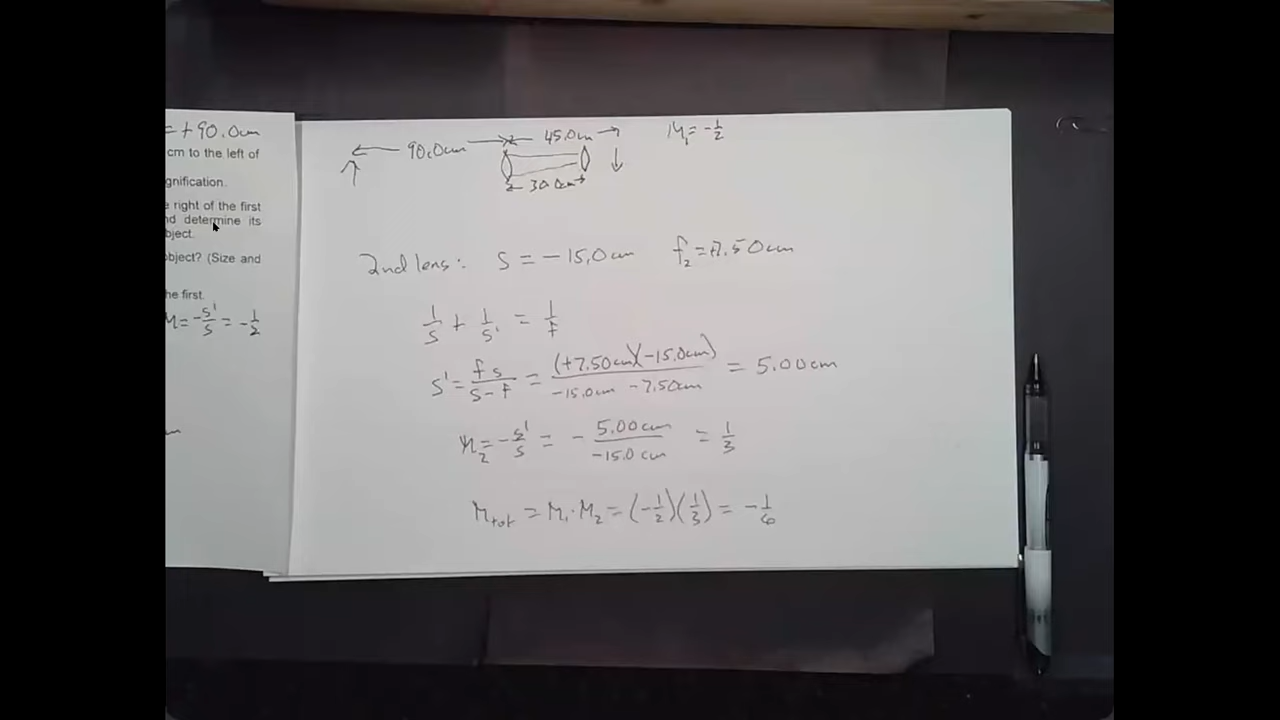 = +90.0cm
cm to the left of
gnification.
e right of the first
nd determine its
bject.
object? (Size and
he first.
M = -s'/s = -1/2
m
90.0cm 45.0cm M₁ = -1/2
30.0cm
2nd lens: S = -15.0cm f₂ = +7.50cm
1/s + 1/s' = 1/f
s' = fs/(s-f) = (+7.50cm)(-15.0cm)/(-15.0cm - 7.50cm) = 5.00cm
M₂ = -s'/s = - 5.00cm/-15.0cm = 1/3
Mtot = M₁·M₂ = (-1/2)(1/3) = -1/6